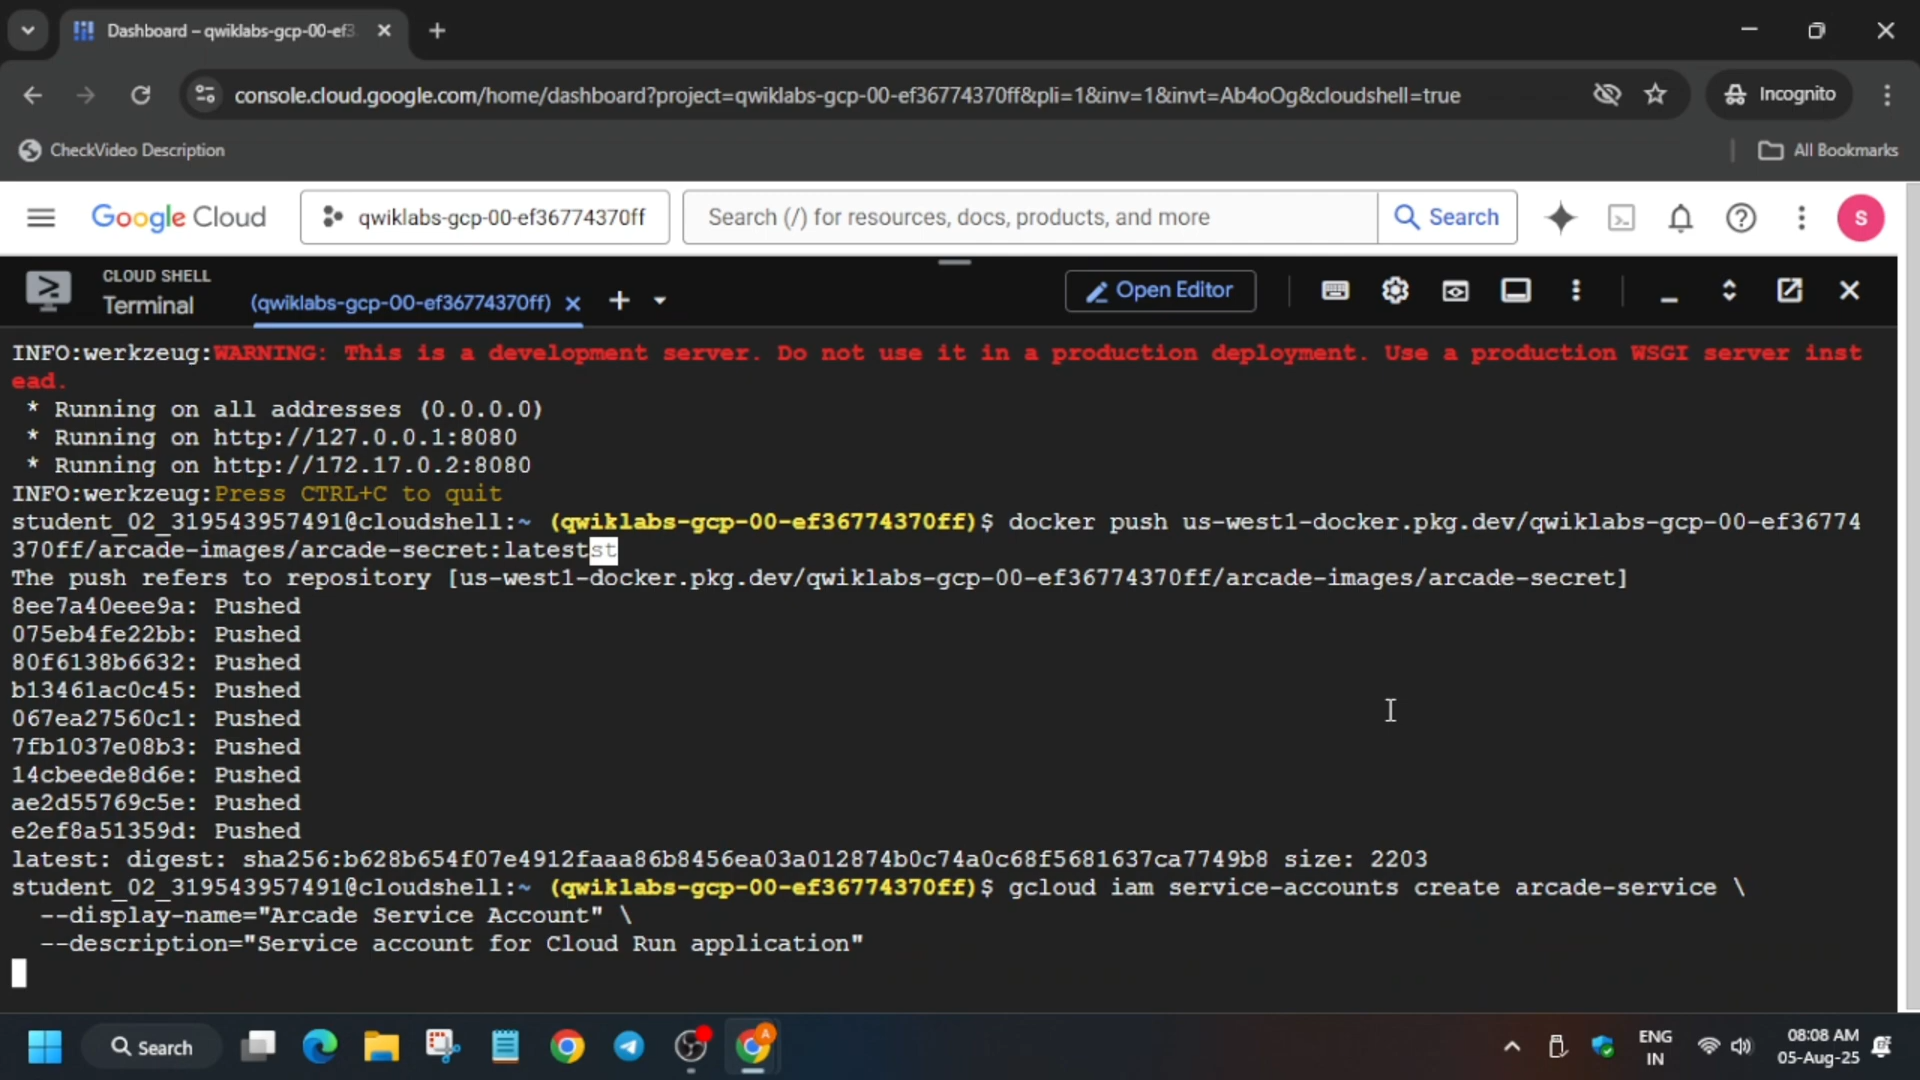 Dashboard – qwiklabs-gcp-00-ef3
console.cloud.google.com/home/dashboard?project=qwiklabs-gcp-00-ef36774370ff&pli=1&inv=1&invt=Ab4oOg&cloudshell=true
Incognito
CheckVideo Description
All Bookmarks
Google Cloud
qwiklabs-gcp-00-ef36774370ff
Search (/) for resources, docs, products, and more
Search
S
CLOUD SHELL
Terminal
(qwiklabs-gcp-00-ef36774370ff)
Open Editor
INFO:werkzeug:WARNING: This is a development server. Do not use it in a production deployment. Use a production WSGI server inst
ead.
* Running on all addresses (0.0.0.0)
* Running on http://127.0.0.1:8080
* Running on http://172.17.0.2:8080
INFO:werkzeug:Press CTRL+C to quit
student_02_319543957491@cloudshell:~ (qwiklabs-gcp-00-ef36774370ff)$ docker push us-west1-docker.pkg.dev/qwiklabs-gcp-00-ef36774
370ff/arcade-images/arcade-secret:latestst
The push refers to repository [us-west1-docker.pkg.dev/qwiklabs-gcp-00-ef36774370ff/arcade-images/arcade-secret]
8ee7a40eee9a: Pushed
075eb4fe22bb: Pushed
80f6138b6632: Pushed
b13461ac0c45: Pushed
067ea27560c1: Pushed
7fb1037e08b3: Pushed
14cbeede8d6e: Pushed
ae2d55769c5e: Pushed
e2ef8a51359d: Pushed
latest: digest: sha256:b628b654f07e4912faaa86b8456ea03a012874b0c74a0c68f5681637ca7749b8 size: 2203
student_02_319543957491@cloudshell:~ (qwiklabs-gcp-00-ef36774370ff)$ gcloud iam service-accounts create arcade-service \
--display-name="Arcade Service Account" \
--description="Service account for Cloud Run application"
Search
A
ENG
IN
08:08 AM
05-Aug-25